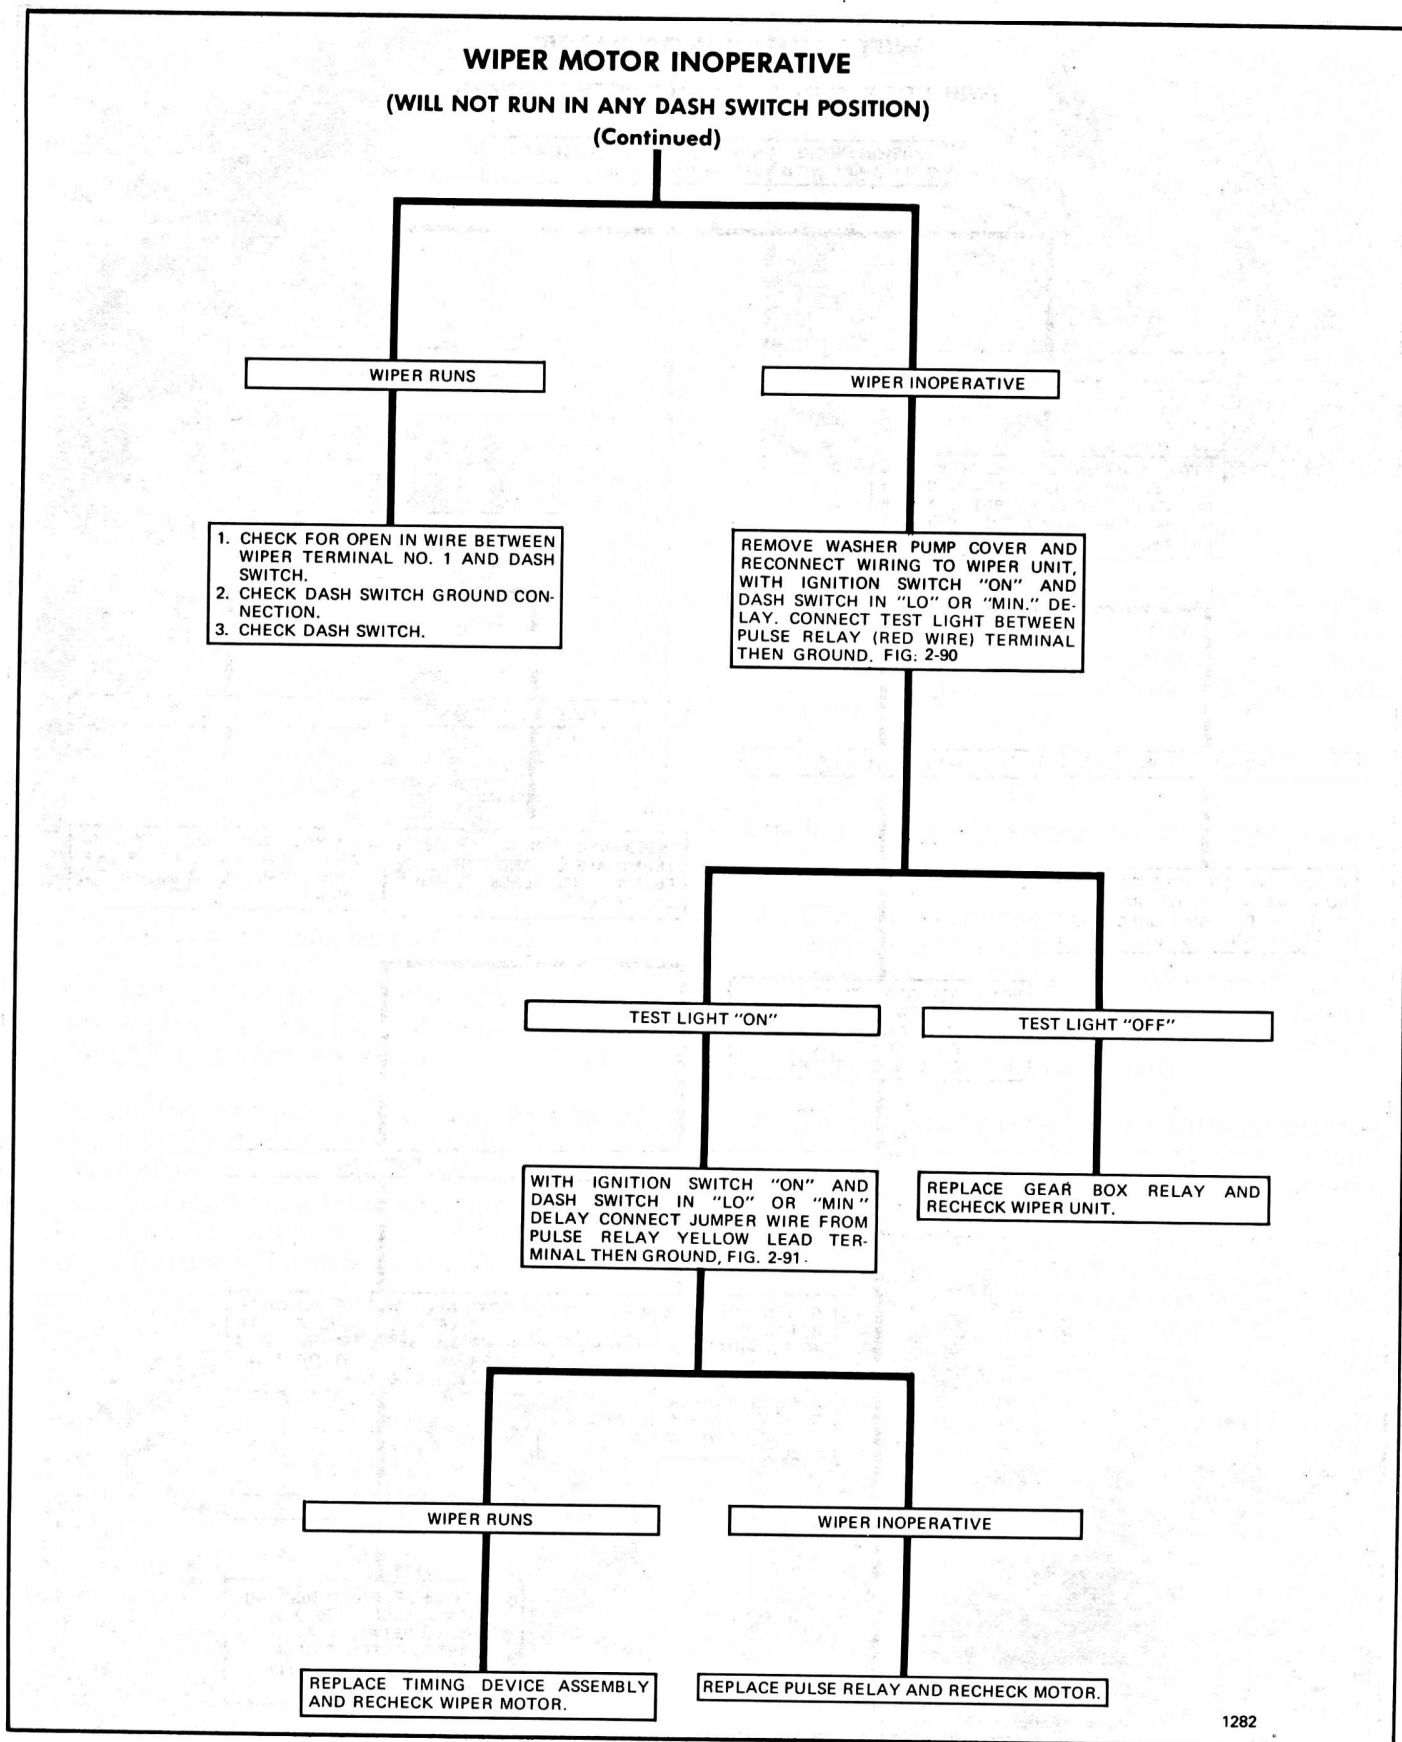 WIPER MOTOR INOPERATIVE
(WILL NOT RUN IN ANY DASH SWITCH POSITION)
(Continued)
WIPER RUNS
WIPER INOPERATIVE
1. CHECK FOR OPEN IN WIRE BETWEEN
WIPER TERMINAL NO. 1 AND DASH
SWITCH.
2. CHECK DASH SWITCH GROUND CON-
NECTION.
3. CHECK DASH SWITCH.
REMOVE WASHER PUMP COVER AND
RECONNECT WIRING TO WIPER UNIT,
WITH IGNITION SWITCH "ON" AND
DASH SWITCH IN "LO" OR "MIN." DE-
LAY. CONNECT TEST LIGHT BETWEEN
PULSE RELAY (RED WIRE) TERMINAL
THEN GROUND. FIG: 2-90
TEST LIGHT "ON"
TEST LIGHT "OFF"
WITH IGNITION SWITCH "ON" AND
DASH SWITCH IN "LO" OR "MIN"
DELAY CONNECT JUMPER WIRE FROM
PULSE RELAY YELLOW LEAD TER-
MINAL THEN GROUND, FIG. 2-91.
REPLACE GEAR BOX RELAY AND
RECHECK WIPER UNIT.
WIPER RUNS
WIPER INOPERATIVE
REPLACE TIMING DEVICE ASSEMBLY
AND RECHECK WIPER MOTOR.
REPLACE PULSE RELAY AND RECHECK MOTOR.
1282